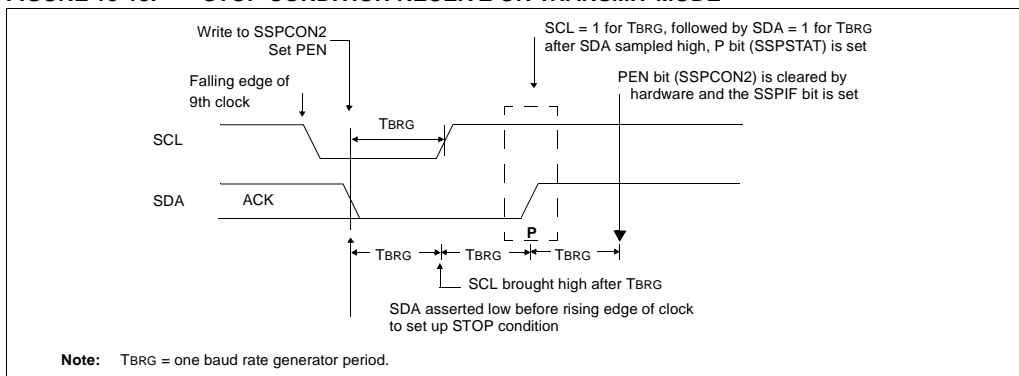 FIGURE STOP CONDITION RECEIVE OR TRANSMIT MODE
Write to SSPCON2
Set PEN
SCL = 1 for TBRG, followed by SDA = 1 for TBRG
after SDA sampled high, P bit (SSPSTAT) is set
Falling edge of
9th clock
PEN bit (SSPCON2) is cleared by
hardware and the SSPIF bit is set
TBRG
SCL
SDA
ACK
P
TBRG
TBRG
TBRG
SCL brought high after TBRG
SDA asserted low before rising edge of clock
to set up STOP condition
Note: TBRG = one baud rate generator period.